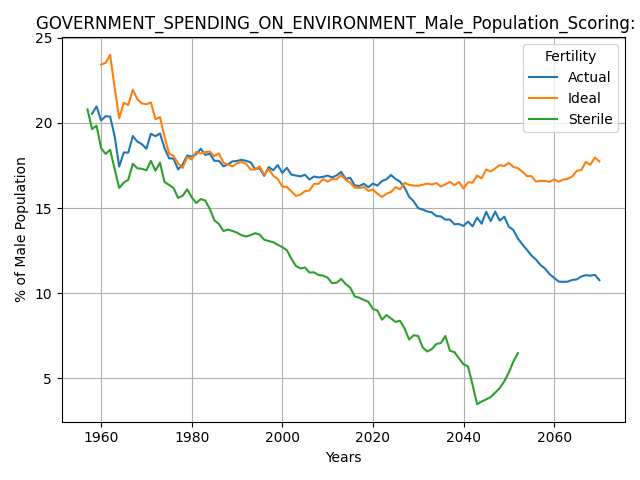 GOVERNMENT_SPENDING_ON_ENVIRONMENT_Male_Population_Scoring:
25
20
15
10
5
% of Male Population
Fertility
Actual
Ideal
Sterile
1960 1980 2000 2020 2040 2060
Years